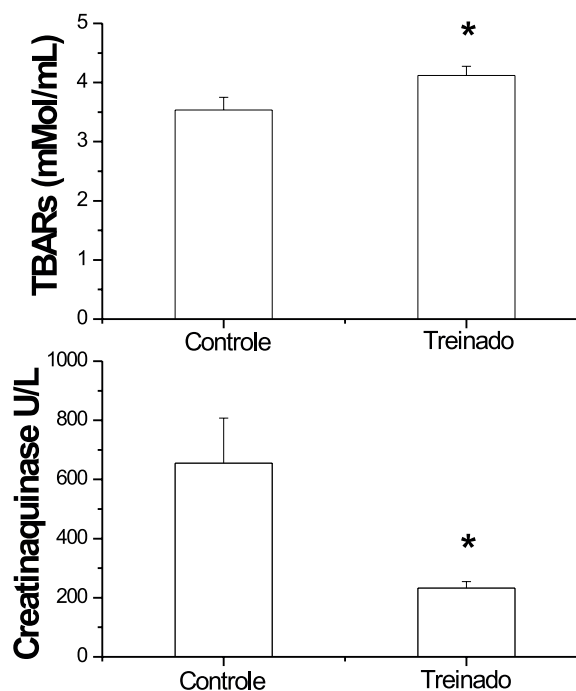 TBARs (mMol/mL)
5
4
3
2
1
0
*
Controle
Treinado
Creatinaquinase U/L
1000
800
600
400
200
0
*
Controle
Treinado